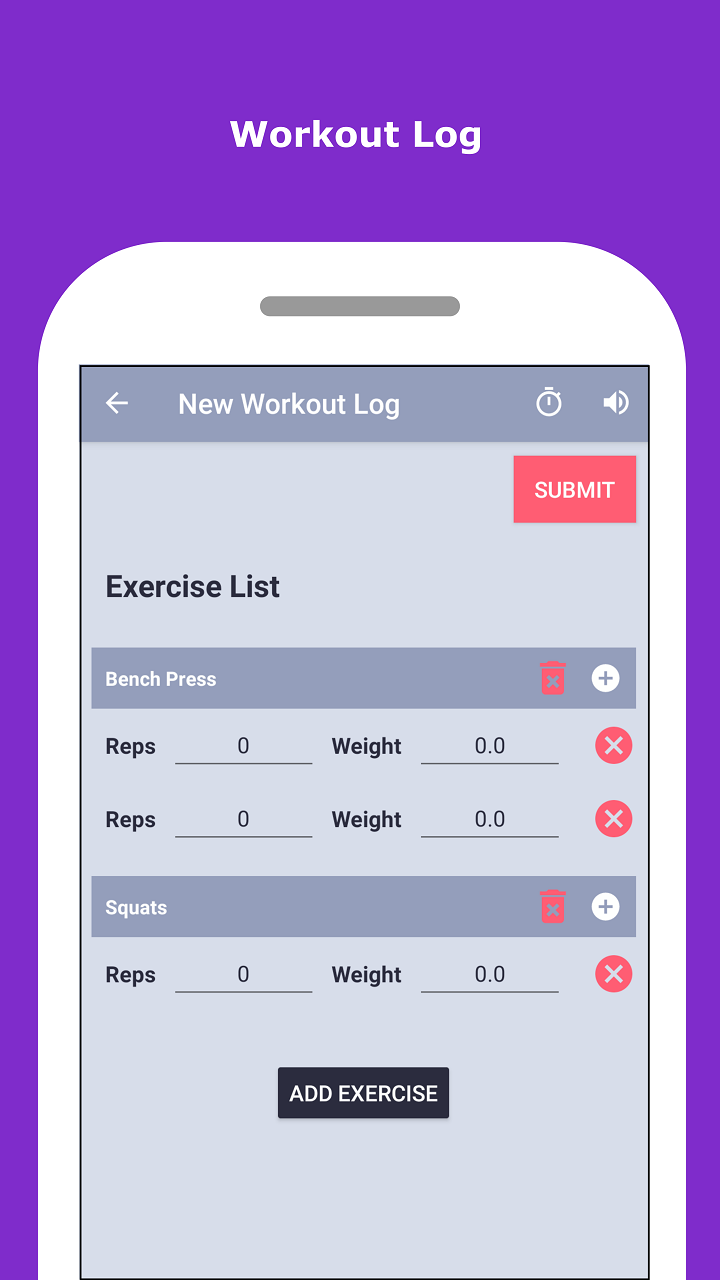 Workout Log
New Workout Log
SUBMIT
Exercise List
Bench Press
Reps 0 Weight 0.0
Reps 0 Weight 0.0
Squats
Reps 0 Weight 0.0
ADD EXERCISE